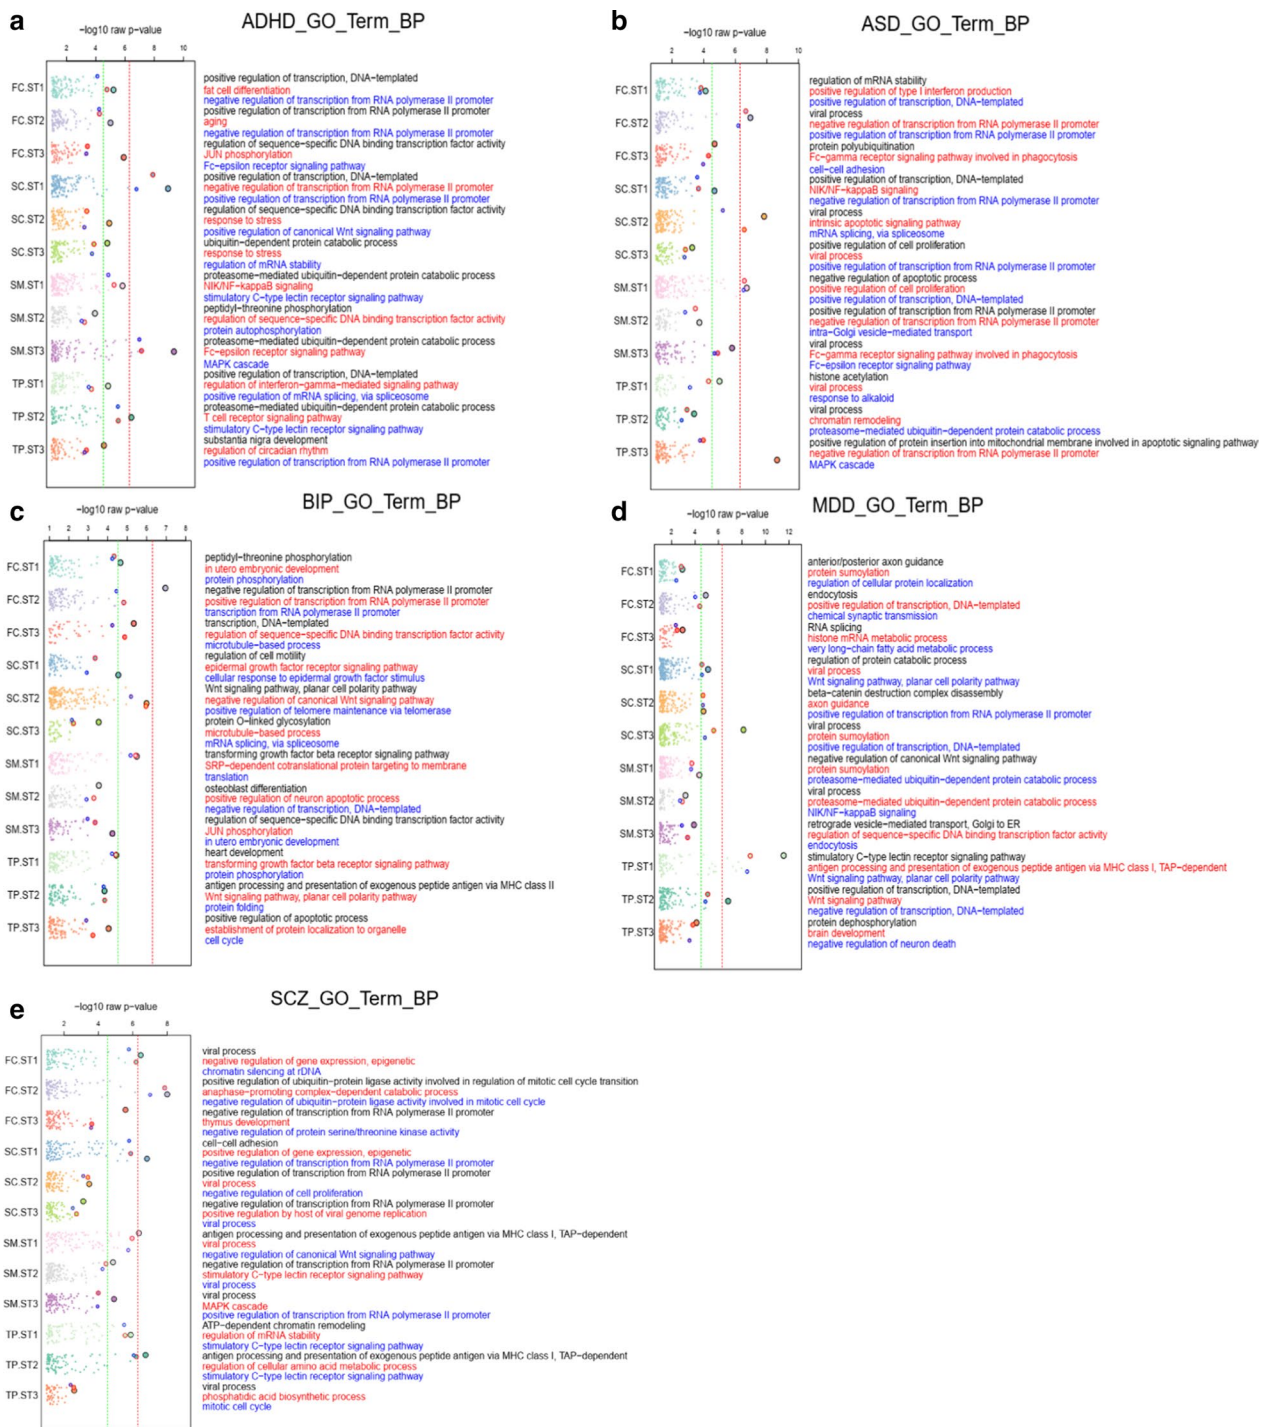 a
ADHD_GO_Term_BP
−log10 raw p−value
2 4 6 8 10
FC.ST1
positive regulation of transcription, DNA−templated
fat cell differentiation
negative regulation of transcription from RNA polymerase II promoter
FC.ST2
positive regulation of transcription from RNA polymerase II promoter
aging
negative regulation of transcription from RNA polymerase II promoter
FC.ST3
regulation of sequence−specific DNA binding transcription factor activity
JUN phosphorylation
Fc−epsilon receptor signaling pathway
SC.ST1
positive regulation of transcription, DNA−templated
negative regulation of transcription from RNA polymerase II promoter
positive regulation of transcription from RNA polymerase II promoter
SC.ST2
regulation of sequence−specific DNA binding transcription factor activity
response to stress
positive regulation of canonical Wnt signaling pathway
SC.ST3
ubiquitin−dependent protein catabolic process
response to stress
regulation of mRNA stability
SM.ST1
proteasome−mediated ubiquitin−dependent protein catabolic process
NIK/NF−kappaB signaling
stimulatory C−type lectin receptor signaling pathway
SM.ST2
peptidyl−threonine phosphorylation
regulation of sequence−specific DNA binding transcription factor activity
protein autophosphorylation
SM.ST3
proteasome−mediated ubiquitin−dependent protein catabolic process
Fc−epsilon receptor signaling pathway
MAPK cascade
TP.ST1
positive regulation of transcription, DNA−templated
regulation of interferon−gamma−mediated signaling pathway
positive regulation of mRNA splicing, via spliceosome
TP.ST2
proteasome−mediated ubiquitin−dependent protein catabolic process
T cell receptor signaling pathway
stimulatory C−type lectin receptor signaling pathway
TP.ST3
substantia nigra development
regulation of circadian rhythm
positive regulation of transcription from RNA polymerase II promoter
b
ASD_GO_Term_BP
−log10 raw p−value
2 4 6 8 10
FC.ST1
regulation of mRNA stability
positive regulation of type I interferon production
positive regulation of transcription, DNA−templated
FC.ST2
viral process
negative regulation of transcription from RNA polymerase II promoter
positive regulation of transcription from RNA polymerase II promoter
FC.ST3
protein polyubiquitination
Fc−gamma receptor signaling pathway involved in phagocytosis
cell−cell adhesion
SC.ST1
positive regulation of transcription, DNA−templated
NIK/NF−kappaB signaling
negative regulation of transcription from RNA polymerase II promoter
SC.ST2
viral process
intrinsic apoptotic signaling pathway
mRNA splicing, via spliceosome
SC.ST3
positive regulation of cell proliferation
viral process
positive regulation of transcription from RNA polymerase II promoter
SM.ST1
negative regulation of apoptotic process
positive regulation of cell proliferation
positive regulation of transcription, DNA−templated
SM.ST2
positive regulation of transcription from RNA polymerase II promoter
negative regulation of transcription from RNA polymerase II promoter
intra−Golgi vesicle−mediated transport
SM.ST3
viral process
Fc−gamma receptor signaling pathway involved in phagocytosis
Fc−epsilon receptor signaling pathway
TP.ST1
histone acetylation
viral process
response to alkaloid
TP.ST2
viral process
chromatin remodeling
proteasome−mediated ubiquitin−dependent protein catabolic process
TP.ST3
positive regulation of protein insertion into mitochondrial membrane involved in apoptotic signaling pathway
negative regulation of transcription from RNA polymerase II promoter
MAPK cascade
c
BIP_GO_Term_BP
−log10 raw p−value
1 2 3 4 5 6 7 8
FC.ST1
peptidyl−threonine phosphorylation
in utero embryonic development
protein phosphorylation
FC.ST2
negative regulation of transcription from RNA polymerase II promoter
positive regulation of transcription from RNA polymerase II promoter
transcription from RNA polymerase II promoter
FC.ST3
transcription, DNA−templated
regulation of sequence−specific DNA binding transcription factor activity
microtubule−based process
SC.ST1
regulation of cell motility
epidermal growth factor receptor signaling pathway
cellular response to epidermal growth factor stimulus
SC.ST2
Wnt signaling pathway, planar cell polarity pathway
negative regulation of canonical Wnt signaling pathway
positive regulation of telomere maintenance via telomerase
SC.ST3
protein O−linked glycosylation
microtubule−based process
mRNA splicing, via spliceosome
SM.ST1
transforming growth factor beta receptor signaling pathway
SRP−dependent cotranslational protein targeting to membrane
translation
SM.ST2
osteoblast differentiation
positive regulation of neuron apoptotic process
negative regulation of transcription, DNA−templated
SM.ST3
regulation of sequence−specific DNA binding transcription factor activity
JUN phosphorylation
in utero embryonic development
TP.ST1
heart development
transforming growth factor beta receptor signaling pathway
protein phosphorylation
TP.ST2
antigen processing and presentation of exogenous peptide antigen via MHC class II
Wnt signaling pathway, planar cell polarity pathway
protein folding
TP.ST3
positive regulation of apoptotic process
establishment of protein localization to organelle
cell cycle
d
MDD_GO_Term_BP
−log10 raw p−value
2 4 6 8 10 12
FC.ST1
anterior/posterior axon guidance
protein sumoylation
regulation of cellular protein localization
FC.ST2
endocytosis
positive regulation of transcription, DNA−templated
chemical synaptic transmission
FC.ST3
RNA splicing
histone mRNA metabolic process
very long−chain fatty acid metabolic process
SC.ST1
regulation of protein catabolic process
viral process
Wnt signaling pathway, planar cell polarity pathway
SC.ST2
beta−catenin destruction complex disassembly
axon guidance
positive regulation of transcription from RNA polymerase II promoter
SC.ST3
viral process
protein sumoylation
positive regulation of transcription, DNA−templated
SM.ST1
negative regulation of canonical Wnt signaling pathway
protein sumoylation
proteasome−mediated ubiquitin−dependent protein catabolic process
SM.ST2
viral process
proteasome−mediated ubiquitin−dependent protein catabolic process
NIK/NF−kappaB signaling
SM.ST3
retrograde vesicle−mediated transport, Golgi to ER
regulation of sequence−specific DNA binding transcription factor activity
endocytosis
TP.ST1
stimulatory C−type lectin receptor signaling pathway
antigen processing and presentation of exogenous peptide antigen via MHC class I, TAP−dependent
Wnt signaling pathway, planar cell polarity pathway
TP.ST2
positive regulation of transcription, DNA−templated
Wnt signaling pathway
negative regulation of transcription, DNA−templated
TP.ST3
protein dephosphorylation
brain development
negative regulation of neuron death
e
SCZ_GO_Term_BP
−log10 raw p−value
2 4 6 8
FC.ST1
viral process
negative regulation of gene expression, epigenetic
chromatin silencing at rDNA
FC.ST2
positive regulation of ubiquitin−protein ligase activity involved in regulation of mitotic cell cycle transition
anaphase−promoting complex−dependent catabolic process
negative regulation of ubiquitin−protein ligase activity involved in mitotic cell cycle
FC.ST3
negative regulation of transcription from RNA polymerase II promoter
thymus development
negative regulation of protein serine/threonine kinase activity
SC.ST1
cell−cell adhesion
positive regulation of gene expression, epigenetic
negative regulation of transcription from RNA polymerase II promoter
SC.ST2
positive regulation of transcription from RNA polymerase II promoter
viral process
negative regulation of cell proliferation
SC.ST3
negative regulation of transcription from RNA polymerase II promoter
positive regulation by host of viral genome replication
viral process
SM.ST1
antigen processing and presentation of exogenous peptide antigen via MHC class I, TAP−dependent
viral process
negative regulation of canonical Wnt signaling pathway
SM.ST2
negative regulation of transcription from RNA polymerase II promoter
stimulatory C−type lectin receptor signaling pathway
viral process
SM.ST3
viral process
MAPK cascade
positive regulation of transcription from RNA polymerase II promoter
TP.ST1
ATP−dependent chromatin remodeling
regulation of mRNA stability
stimulatory C−type lectin receptor signaling pathway
TP.ST2
antigen processing and presentation of exogenous peptide antigen via MHC class I, TAP−dependent
regulation of cellular amino acid metabolic process
stimulatory C−type lectin receptor signaling pathway
TP.ST3
viral process
phosphatidic acid biosynthetic process
mitotic cell cycle